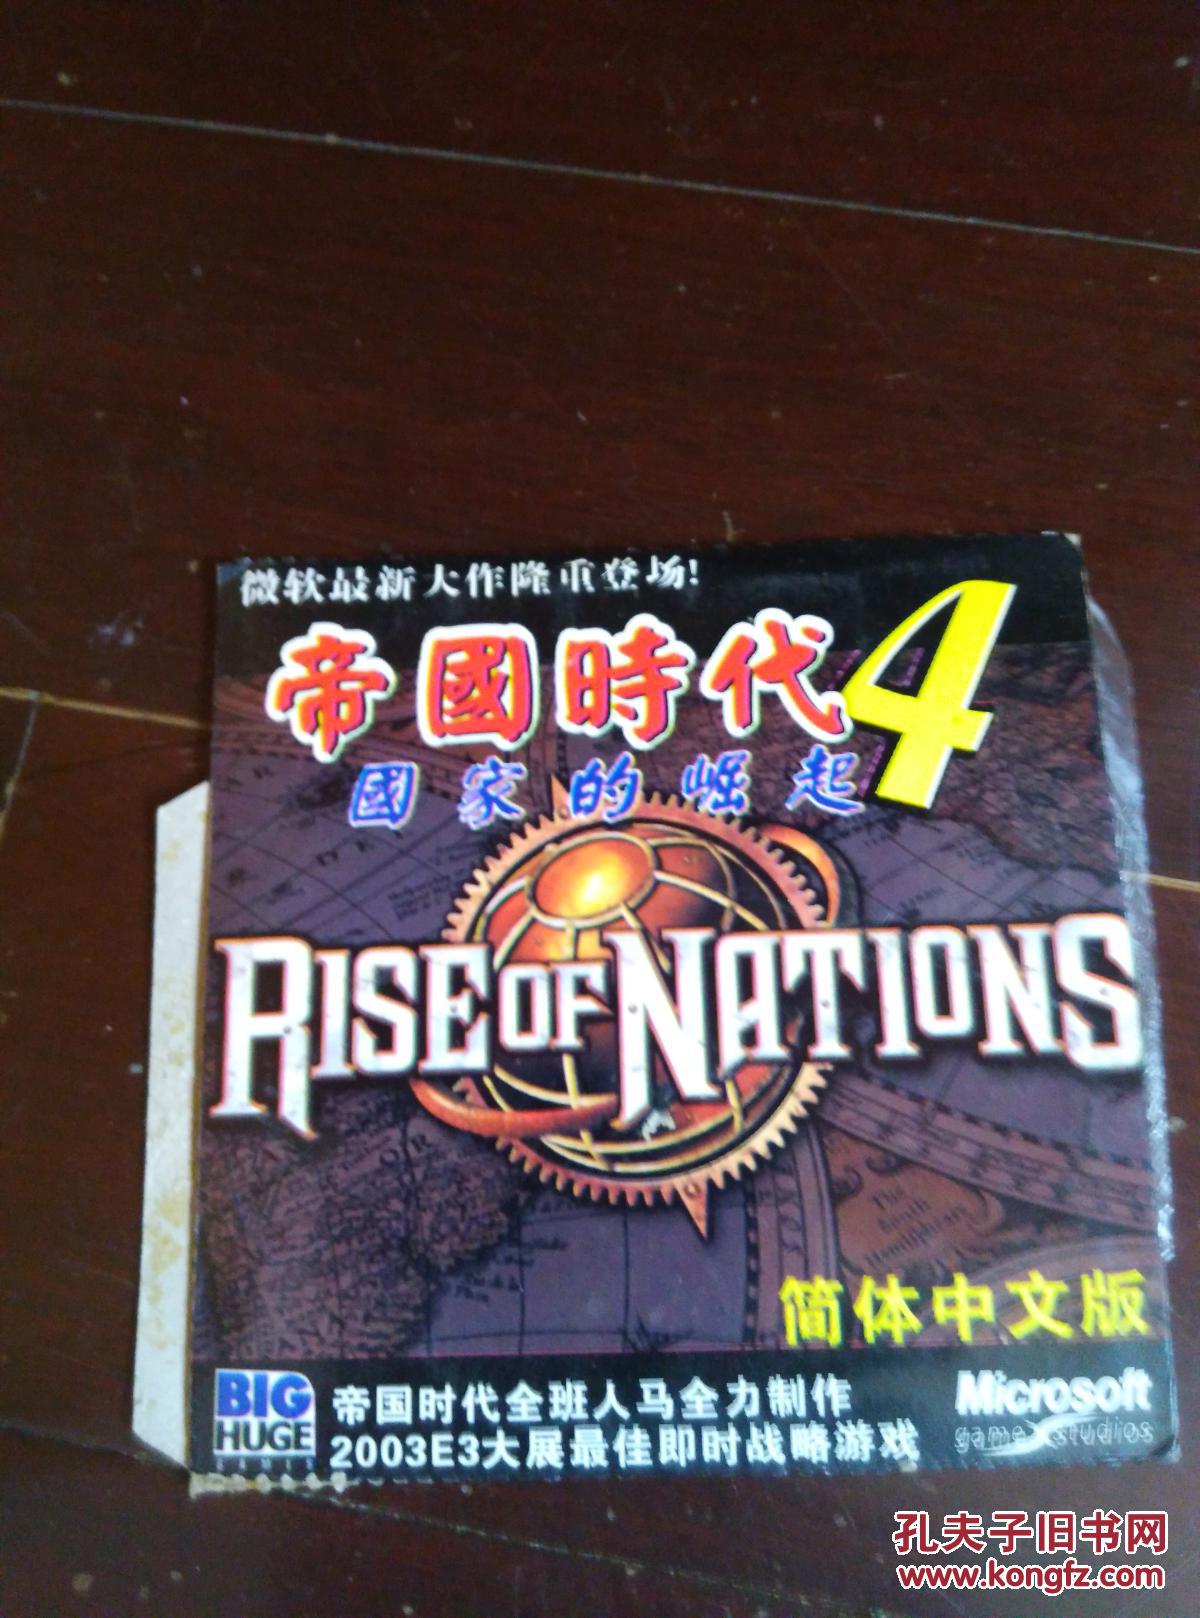 微软最新大作隆重登场!
帝國時代4
國家的崛起
RISE OF NATIONS
The
South
简体中文版
BIG
HUGE
GAMES
帝国时代全班人马全力制作
2003E3大展最佳即时战略游戏
Microsoft
game studios
孔夫子旧书网
www.kongfz.com